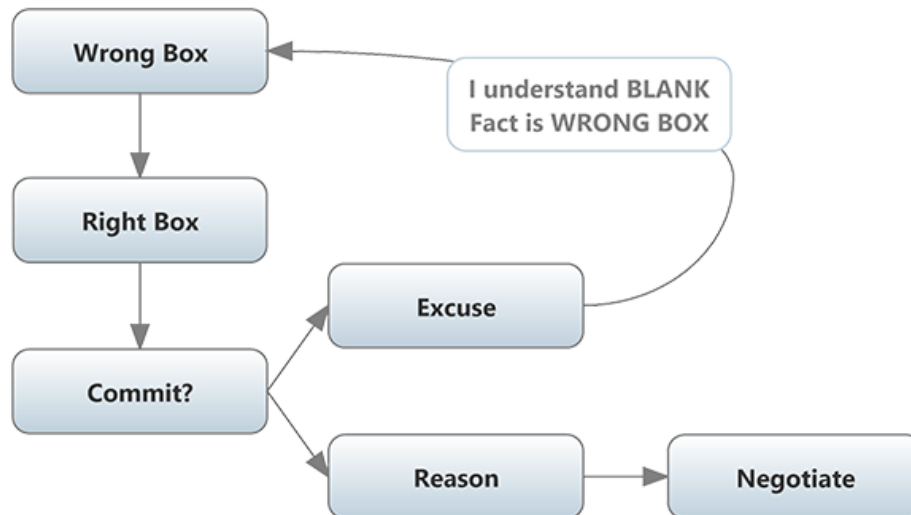 Wrong Box
I understand BLANK
Fact is WRONG BOX
Right Box
Excuse
Commit?
Reason
Negotiate